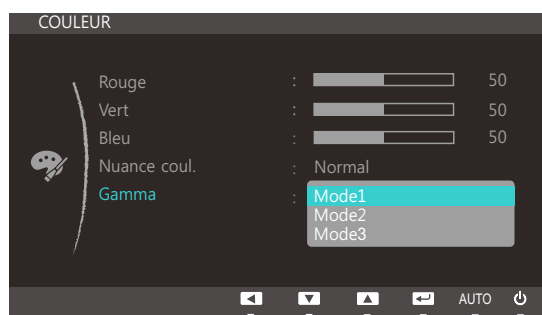 COULEUR
Rouge : 50
Vert : 50
Bleu : 50
Nuance coul. : Normal
Gamma : Mode1
Mode2
Mode3
AUTO